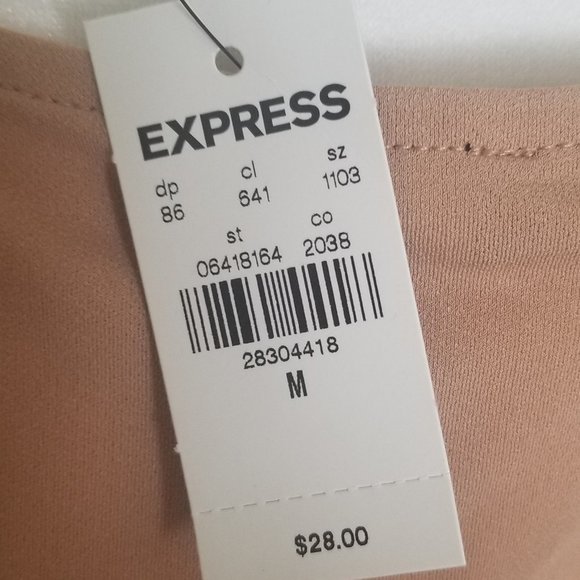 EXPRESS
dp cl sz
86 641 1103
st co
06418164 2038
28304418
M
$28.00